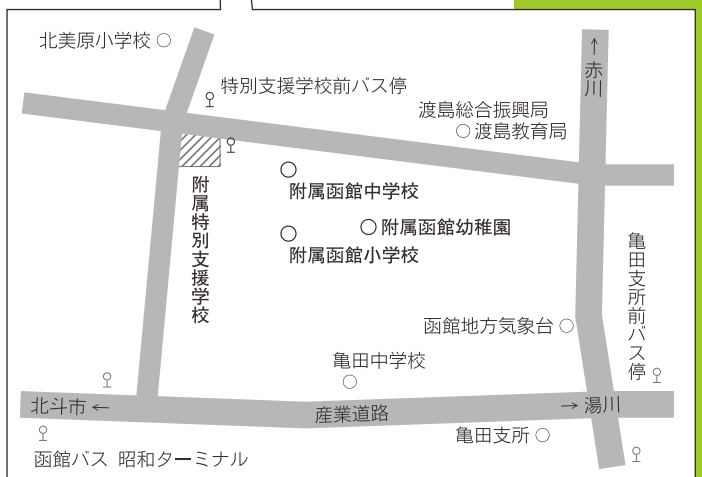 北美原小学校
特別支援学校前バス停
↑赤川
渡島総合振興局
渡島教育局
附属特別支援学校
附属函館中学校
附属函館幼稚園
附属函館小学校
亀田支所前バス停
函館地方気象台
亀田中学校
北斗市←
産業道路
→湯川
亀田支所
函館バス 昭和ターミナル